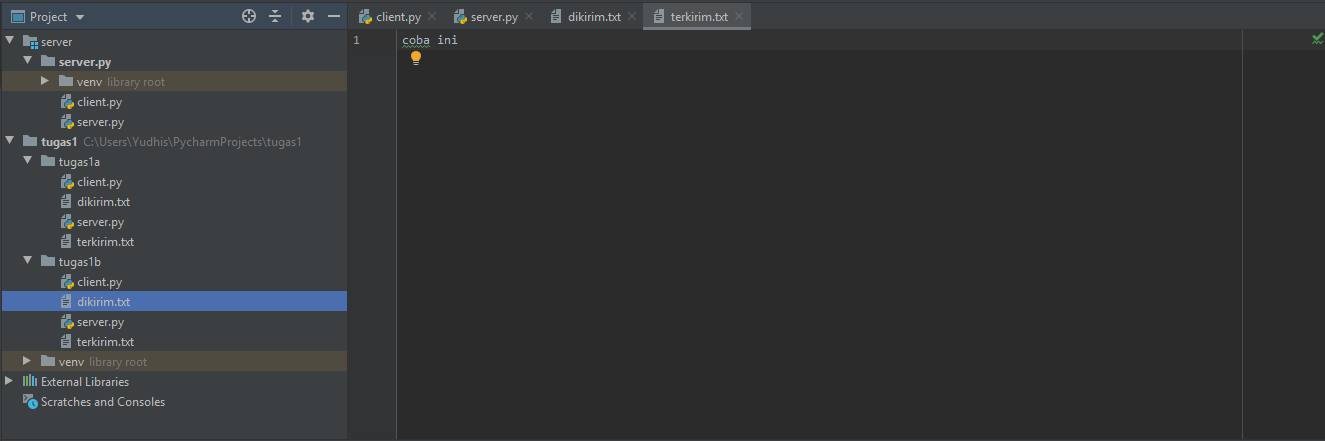 Project
client.py
server.py
dikirim.txt
terkirim.txt
server
server.py
venv library root
client.py
server.py
tugas1 C:\Users\Yudhis\PycharmProjects\tugas1
tugas1a
client.py
dikirim.txt
server.py
terkirim.txt
tugas1b
client.py
dikirim.txt
server.py
terkirim.txt
venv library root
External Libraries
Scratches and Consoles
1 coba ini